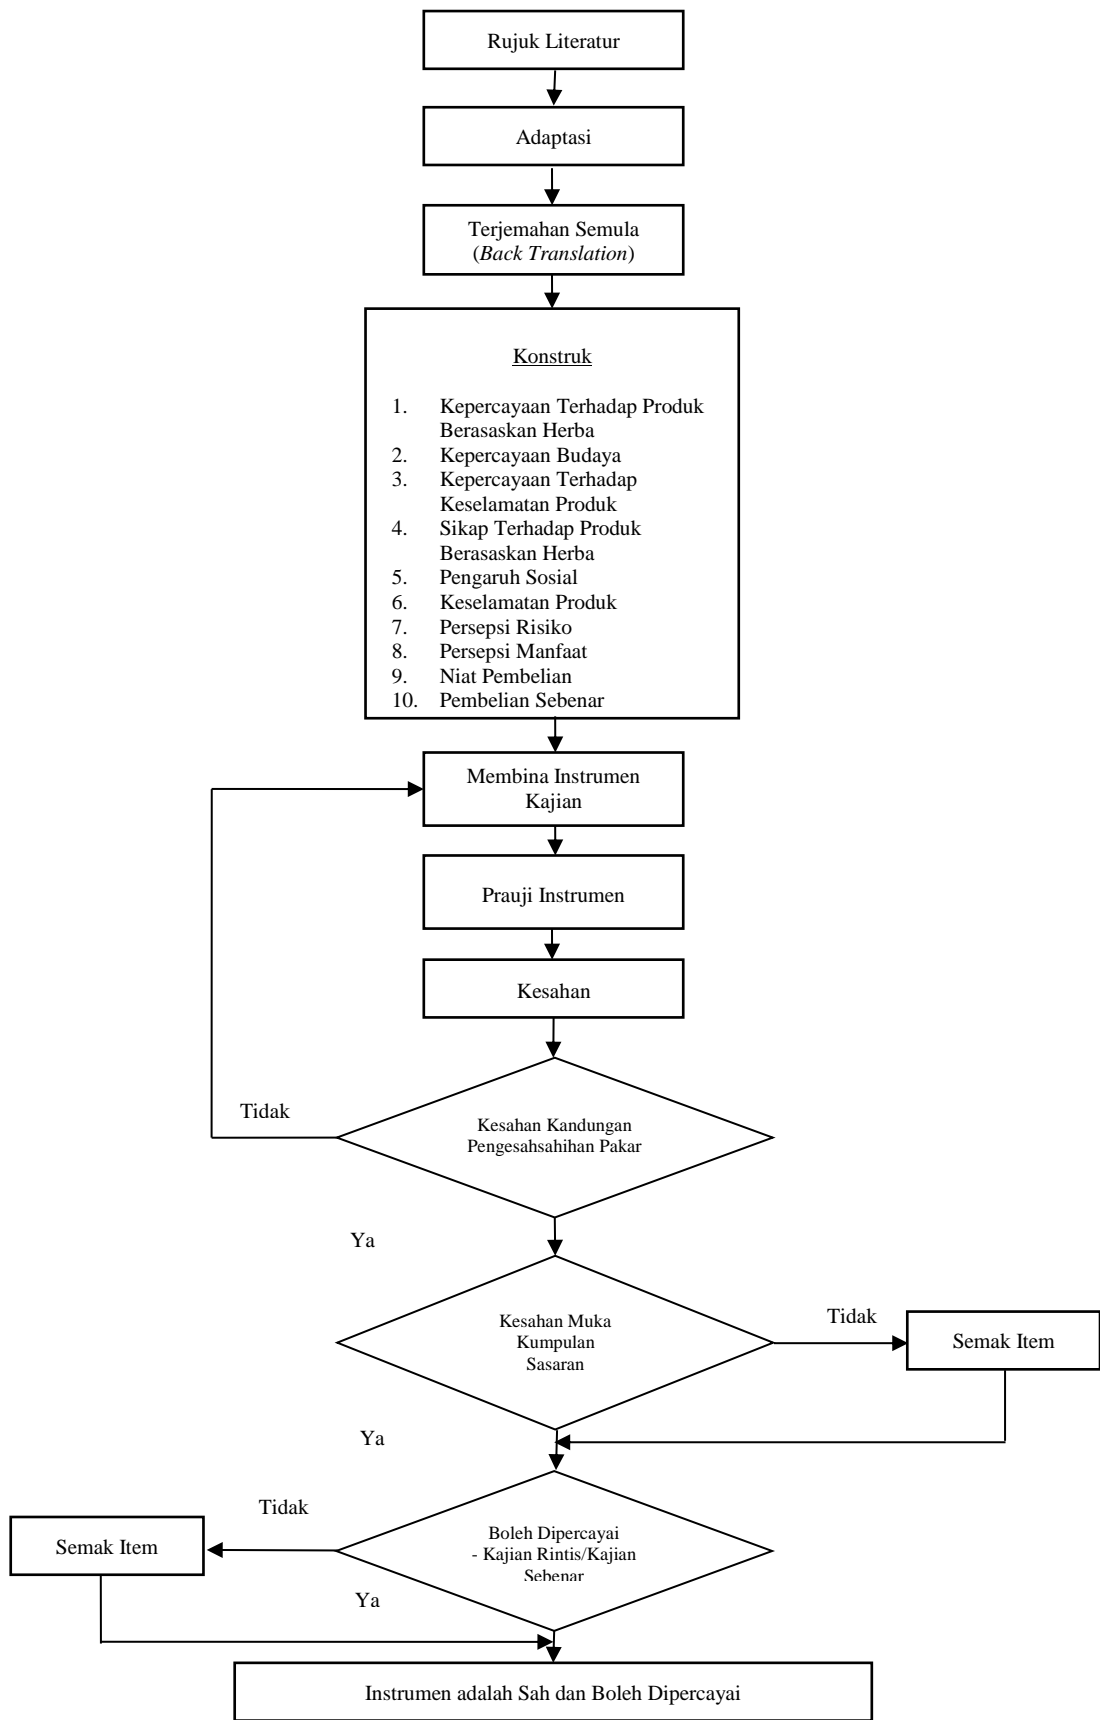 Rujuk Literatur
Adaptasi
Terjemahan Semula
(Back Translation)
Konstruk
1. Kepercayaan Terhadap Produk
Berasaskan Herba
2. Kepercayaan Budaya
3. Kepercayaan Terhadap
Keselamatan Produk
4. Sikap Terhadap Produk
Berasaskan Herba
5. Pengaruh Sosial
6. Keselamatan Produk
7. Persepsi Risiko
8. Persepsi Manfaat
9. Niat Pembelian
10. Pembelian Sebenar
Membina Instrumen
Kajian
Prauji Instrumen
Kesahan
Tidak
Kesahan Kandungan
Pengesahsahihan Pakar
Ya
Kesahan Muka
Kumpulan
Sasaran
Tidak
Semak Item
Ya
Tidak
Semak Item
Boleh Dipercayai
- Kajian Rintis/Kajian
Sebenar
Ya
Instrumen adalah Sah dan Boleh Dipercayai